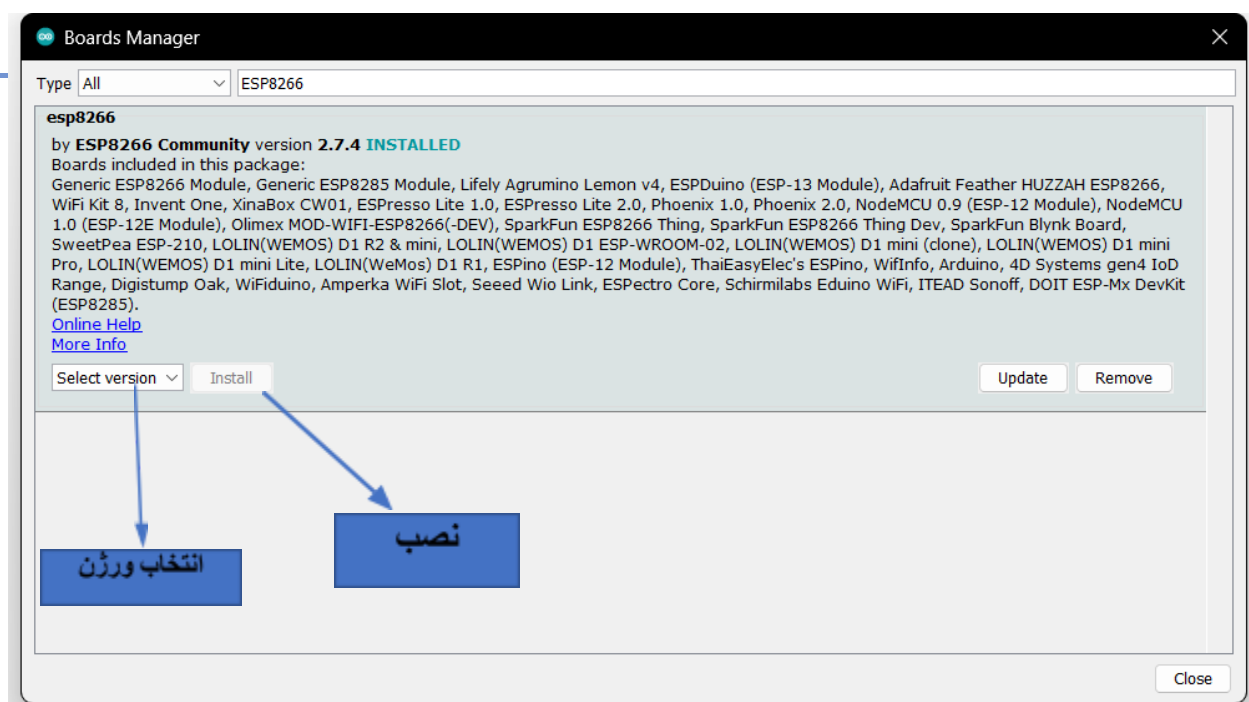 Boards Manager
Type All ESP8266
esp8266
by ESP8266 Community version 2.7.4 INSTALLED
Boards included in this package:
Generic ESP8266 Module, Generic ESP8285 Module, Lifely Agrumino Lemon v4, ESPDuino (ESP-13 Module), Adafruit Feather HUZZAH ESP8266,
WiFi Kit 8, Invent One, XinaBox CW01, ESPresso Lite 1.0, ESPresso Lite 2.0, Phoenix 1.0, Phoenix 2.0, NodeMCU 0.9 (ESP-12 Module), NodeMCU
1.0 (ESP-12E Module), Olimex MOD-WIFI-ESP8266(-DEV), SparkFun ESP8266 Thing, SparkFun ESP8266 Thing Dev, SparkFun Blynk Board,
SweetPea ESP-210, LOLIN(WEMOS) D1 R2 & mini, LOLIN(WEMOS) D1 ESP-WROOM-02, LOLIN(WEMOS) D1 mini (clone), LOLIN(WEMOS) D1 mini
Pro, LOLIN(WEMOS) D1 mini Lite, LOLIN(WeMos) D1 R1, ESPino (ESP-12 Module), ThaiEasyElec's ESPino, WifInfo, Arduino, 4D Systems gen4 IoD
Range, Digistump Oak, WiFiduino, Amperka WiFi Slot, Seeed Wio Link, ESPectro Core, Schirmilabs Eduino WiFi, ITEAD Sonoff, DOIT ESP-Mx DevKit
(ESP8285).
Online Help
More Info
Select version Install Update Remove
نصب
انتخاب ورژن
Close